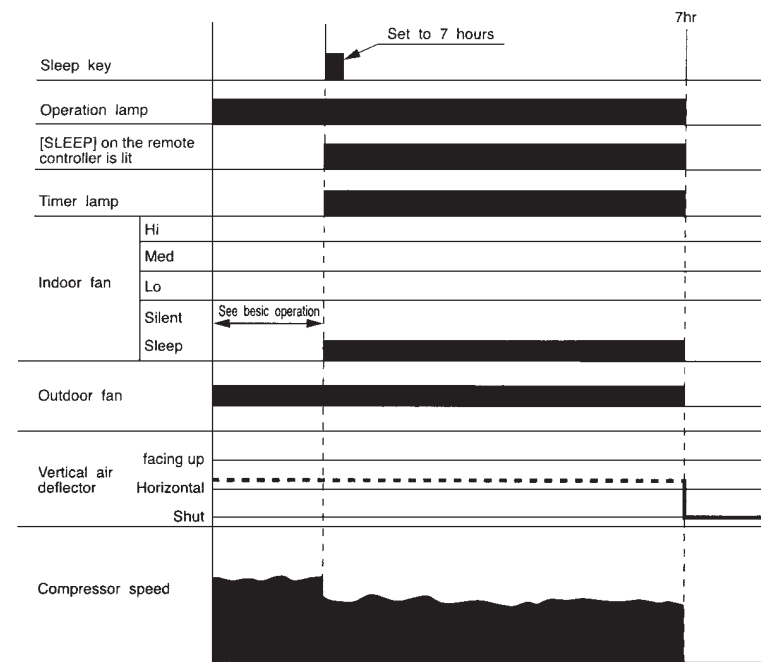 7hr
Set to 7 hours
Sleep key
Operation lamp
[SLEEP] on the remote
controller is lit
Timer lamp
Hi
Med
Indoor fan
Lo
Silent
See besic operation
Sleep
Outdoor fan
facing up
Vertical air
deflector
Horizontal
Shut
Compressor speed